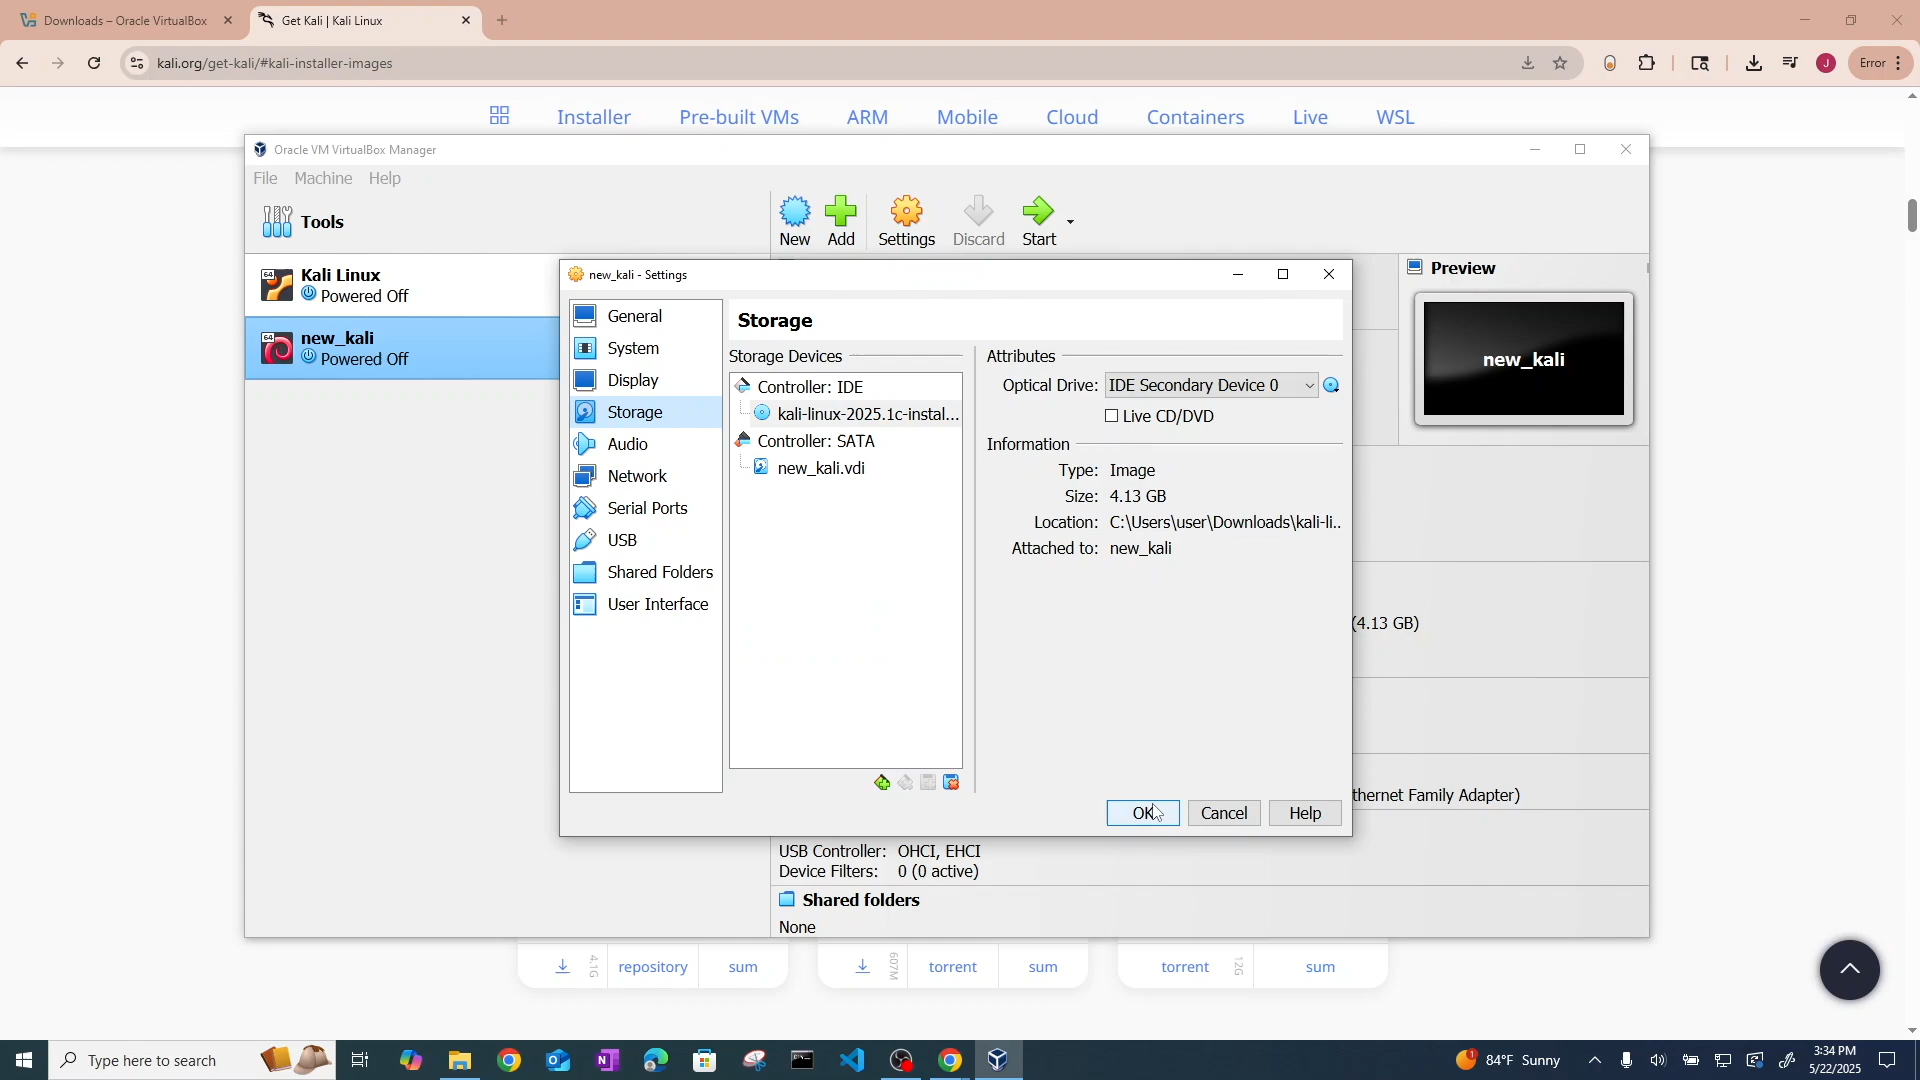 Downloads – Oracle VirtualBox
Get Kali | Kali Linux
kali.org/get-kali/#kali-installer-images
J
Error
Installer Pre-built VMs ARM Mobile Cloud Containers Live WSL
Oracle VM VirtualBox Manager
File Machine Help
Tools
New Add Settings Discard Start
64
Kali Linux
Powered Off
64
new_kali
Powered Off
Preview
new_kali
new_kali - Settings
General
System
Display
Storage
Audio
Network
Serial Ports
USB
Shared Folders
User Interface
Storage
Storage Devices
Controller: IDE
kali-linux-2025.1c-instal...
Controller: SATA
new_kali.vdi
Attributes
Optical Drive: IDE Secondary Device 0
Live CD/DVD
Information
Type: Image
Size: 4.13 GB
Location: C:\Users\user\Downloads\kali-li..
Attached to: new_kali
OK Cancel Help
(4.13 GB)
thernet Family Adapter)
USB Controller: OHCI, EHCI
Device Filters: 0 (0 active)
Shared folders
None
4.1G repository sum
607M torrent sum
torrent 12G sum
Type here to search
1
84°F Sunny
3:34 PM
5/22/2025